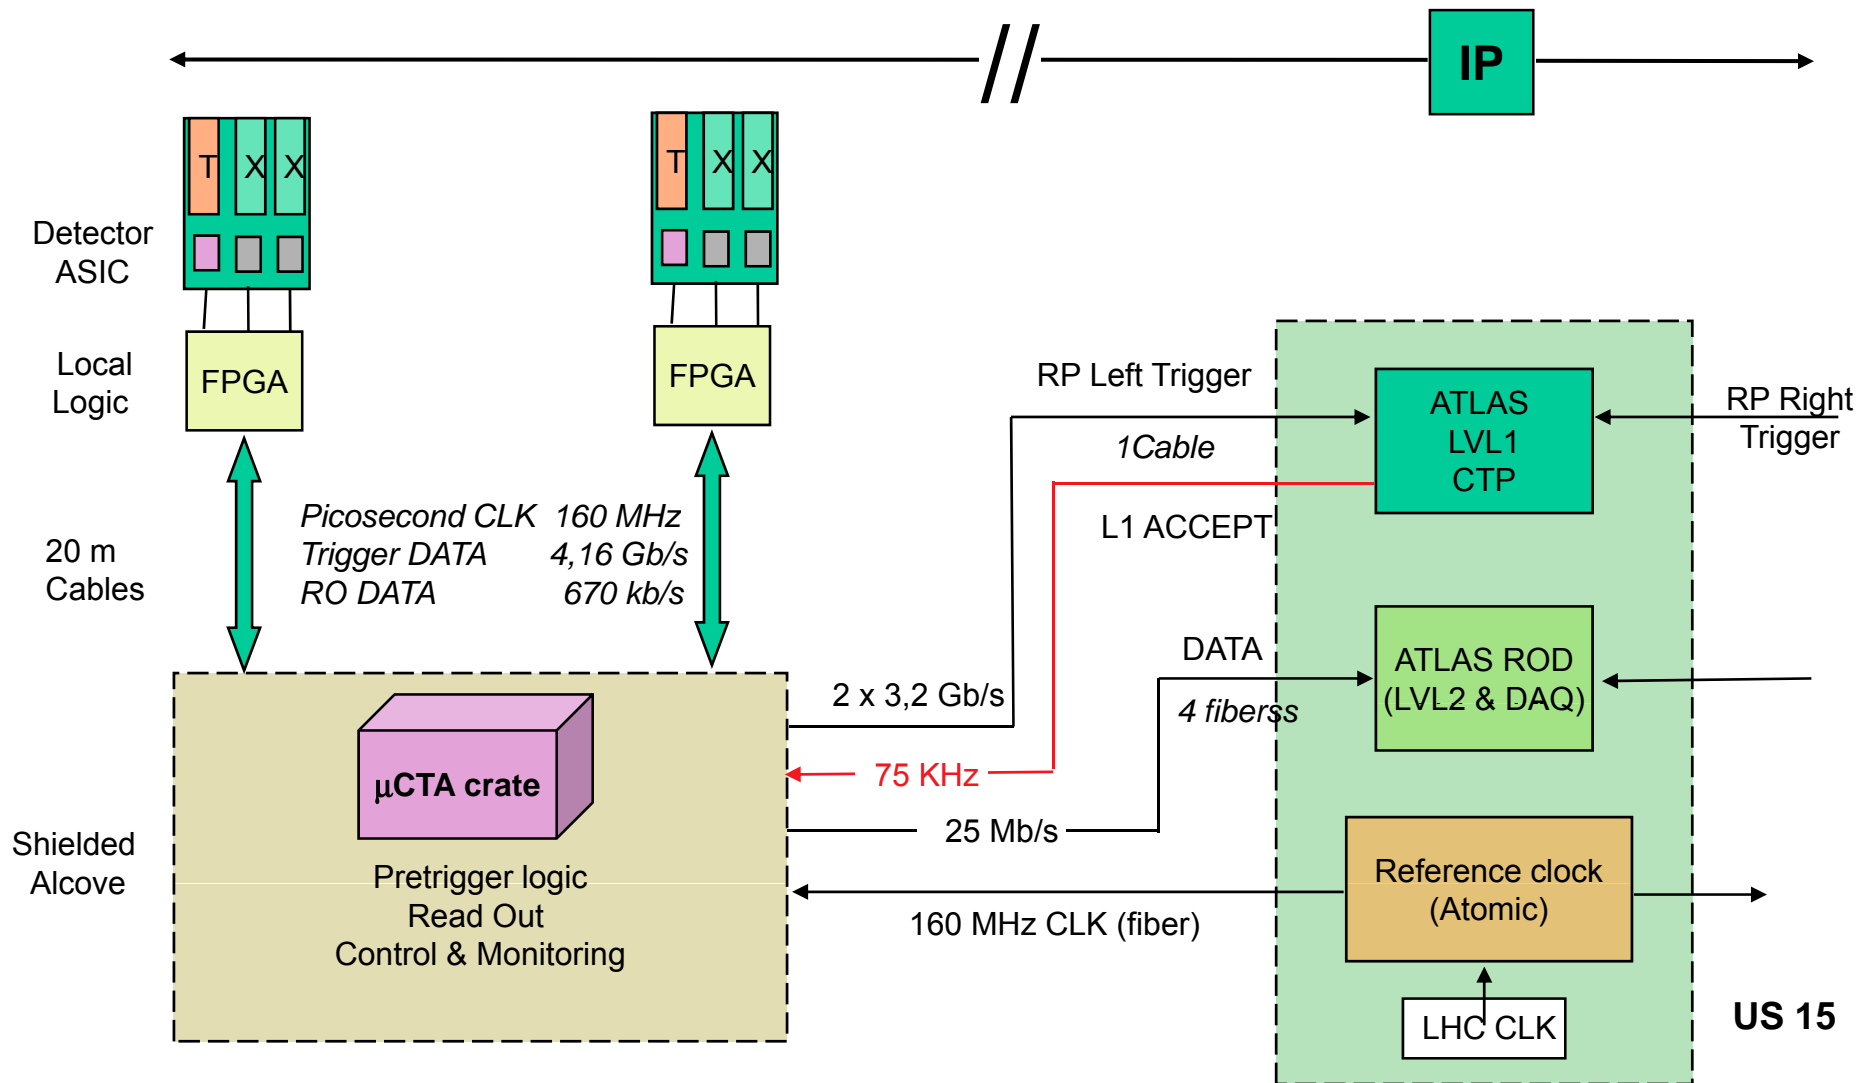 IP
T X X
T X X
Detector
ASIC
Local
Logic
FPGA
FPGA
RP Left Trigger
1Cable
L1 ACCEPT
ATLAS
LVL1
CTP
RP Right
Trigger
20 m
Cables
Picosecond CLK 160 MHz
Trigger DATA 4,16 Gb/s
RO DATA 670 kb/s
DATA
4 fiberss
ATLAS ROD
(LVL2 & DAQ)
2 x 3,2 Gb/s
75 KHz
25 Mb/s
160 MHz CLK (fiber)
Shielded
Alcove
μCTA crate
Pretrigger logic
Read Out
Control & Monitoring
Reference clock
(Atomic)
LHC CLK
US 15